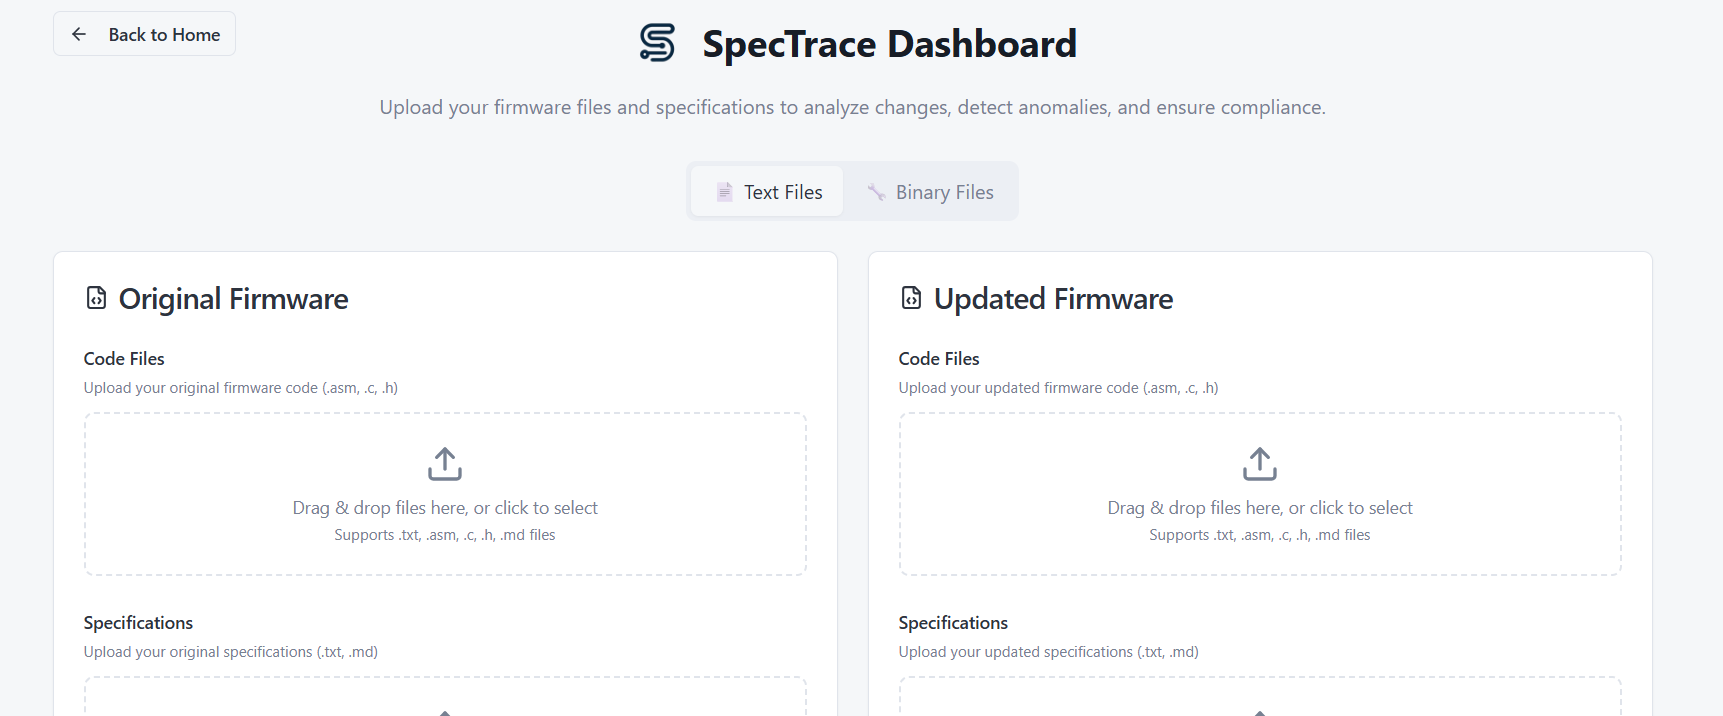 Back to Home
SpecTrace Dashboard
Upload your firmware files and specifications to analyze changes, detect anomalies, and ensure compliance.
Text Files
Binary Files
Original Firmware
Code Files
Upload your original firmware code (.asm, .c, .h)
Drag & drop files here, or click to select
Supports .txt, .asm, .c, .h, .md files
Specifications
Upload your original specifications (.txt, .md)
Updated Firmware
Code Files
Upload your updated firmware code (.asm, .c, .h)
Drag & drop files here, or click to select
Supports .txt, .asm, .c, .h, .md files
Specifications
Upload your updated specifications (.txt, .md)